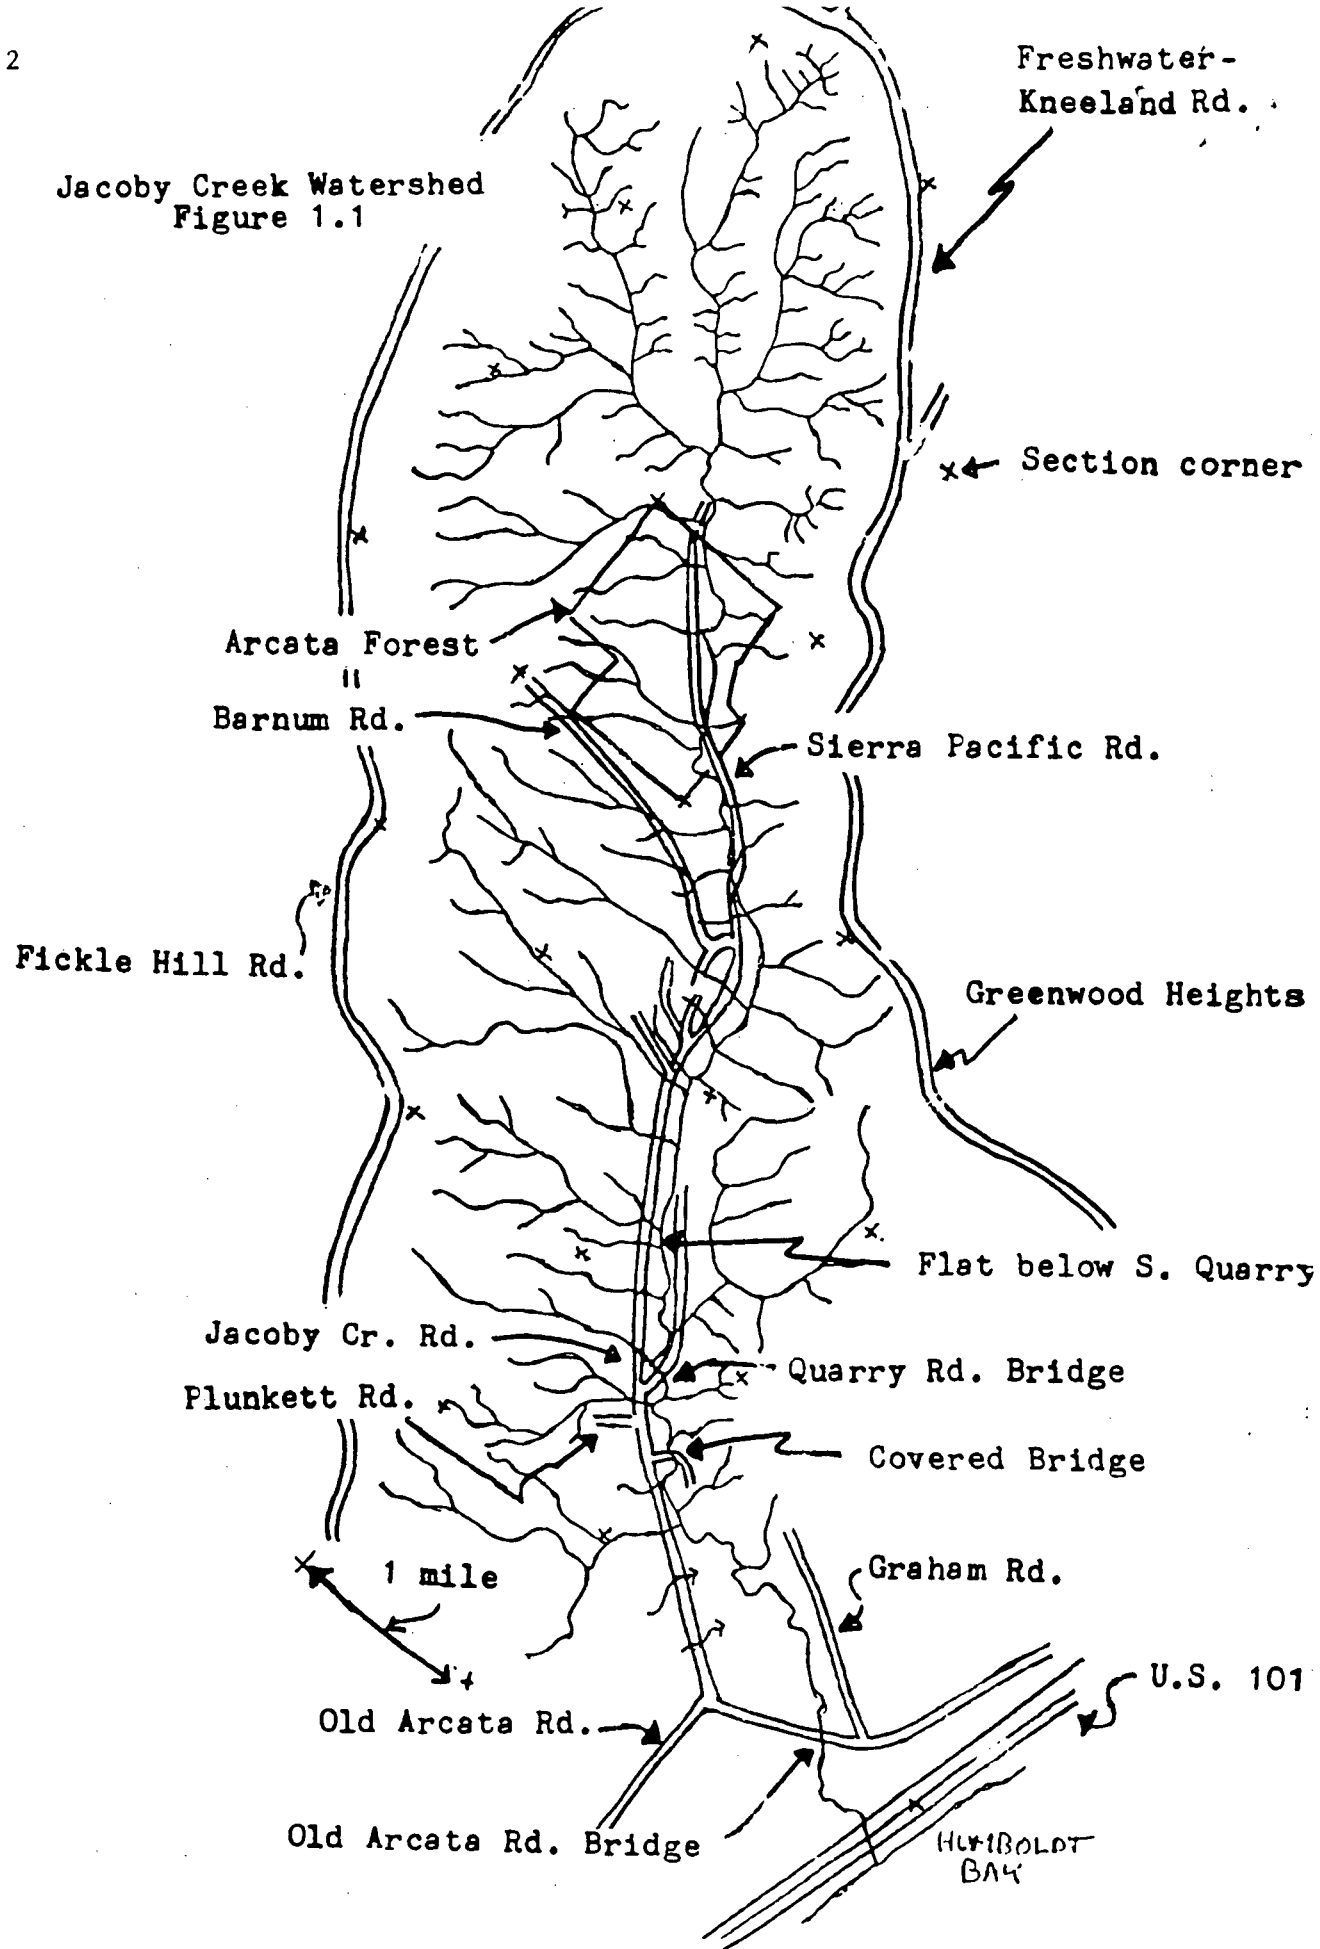 2
Freshwater-
Kneeland Rd.
Jacoby Creek Watershed
Figure 1.1
Section corner
Arcata Forest
Barnum Rd.
Sierra Pacific Rd.
Fickle Hill Rd.
Greenwood Heights
Flat below S. Quarry
Jacoby Cr. Rd.
Quarry Rd. Bridge
Plunkett Rd.
Covered Bridge
1 mile
Graham Rd.
U.S. 101
Old Arcata Rd.
Old Arcata Rd. Bridge
HUMBOLDT
BAY